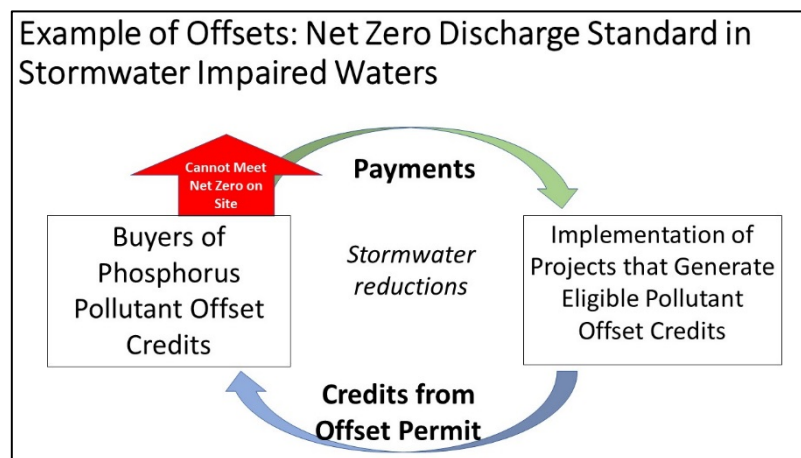 Example of Offsets: Net Zero Discharge Standard in
Stormwater Impaired Waters
Cannot Meet
Net Zero on
Site
Payments
Buyers of
Phosphorus
Pollutant Offset
Credits
Stormwater
reductions
Implementation of
Projects that Generate
Eligible Pollutant
Offset Credits
Credits from
Offset Permit